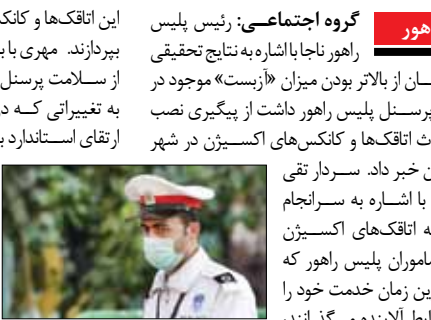 هور
گروه اجتماعی: رئیس پلیس
راهور ناجا با اشاره به نتایج تحقیقی
ان از بالاتر بودن میزان «آزبست» موجود در
پرسنل پلیس راهور داشت از پیگیری نصب
ث اتاقک‌ها و کانکس‌های اکسیژن در شهر
ن خبر داد. سردار تقی
با اشاره به سرانجام
ه اتاقک‌های اکسیژن
ماموران پلیس راهور که
ین زمان خدمت خود را
این اتاقک‌ها و کانک
بپردازند. مهری با ب
از سلامت پرسنل
به تغییراتی که در
ارتقای استاندارد ب